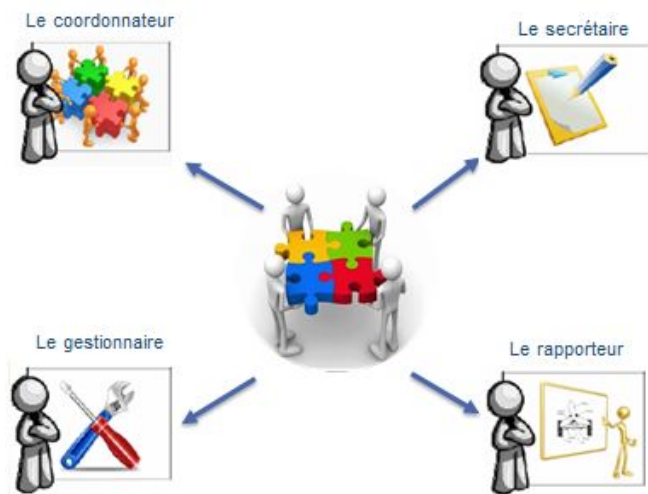 Le coordonnateur
Le secrétaire
Le gestionnaire
Le rapporteur